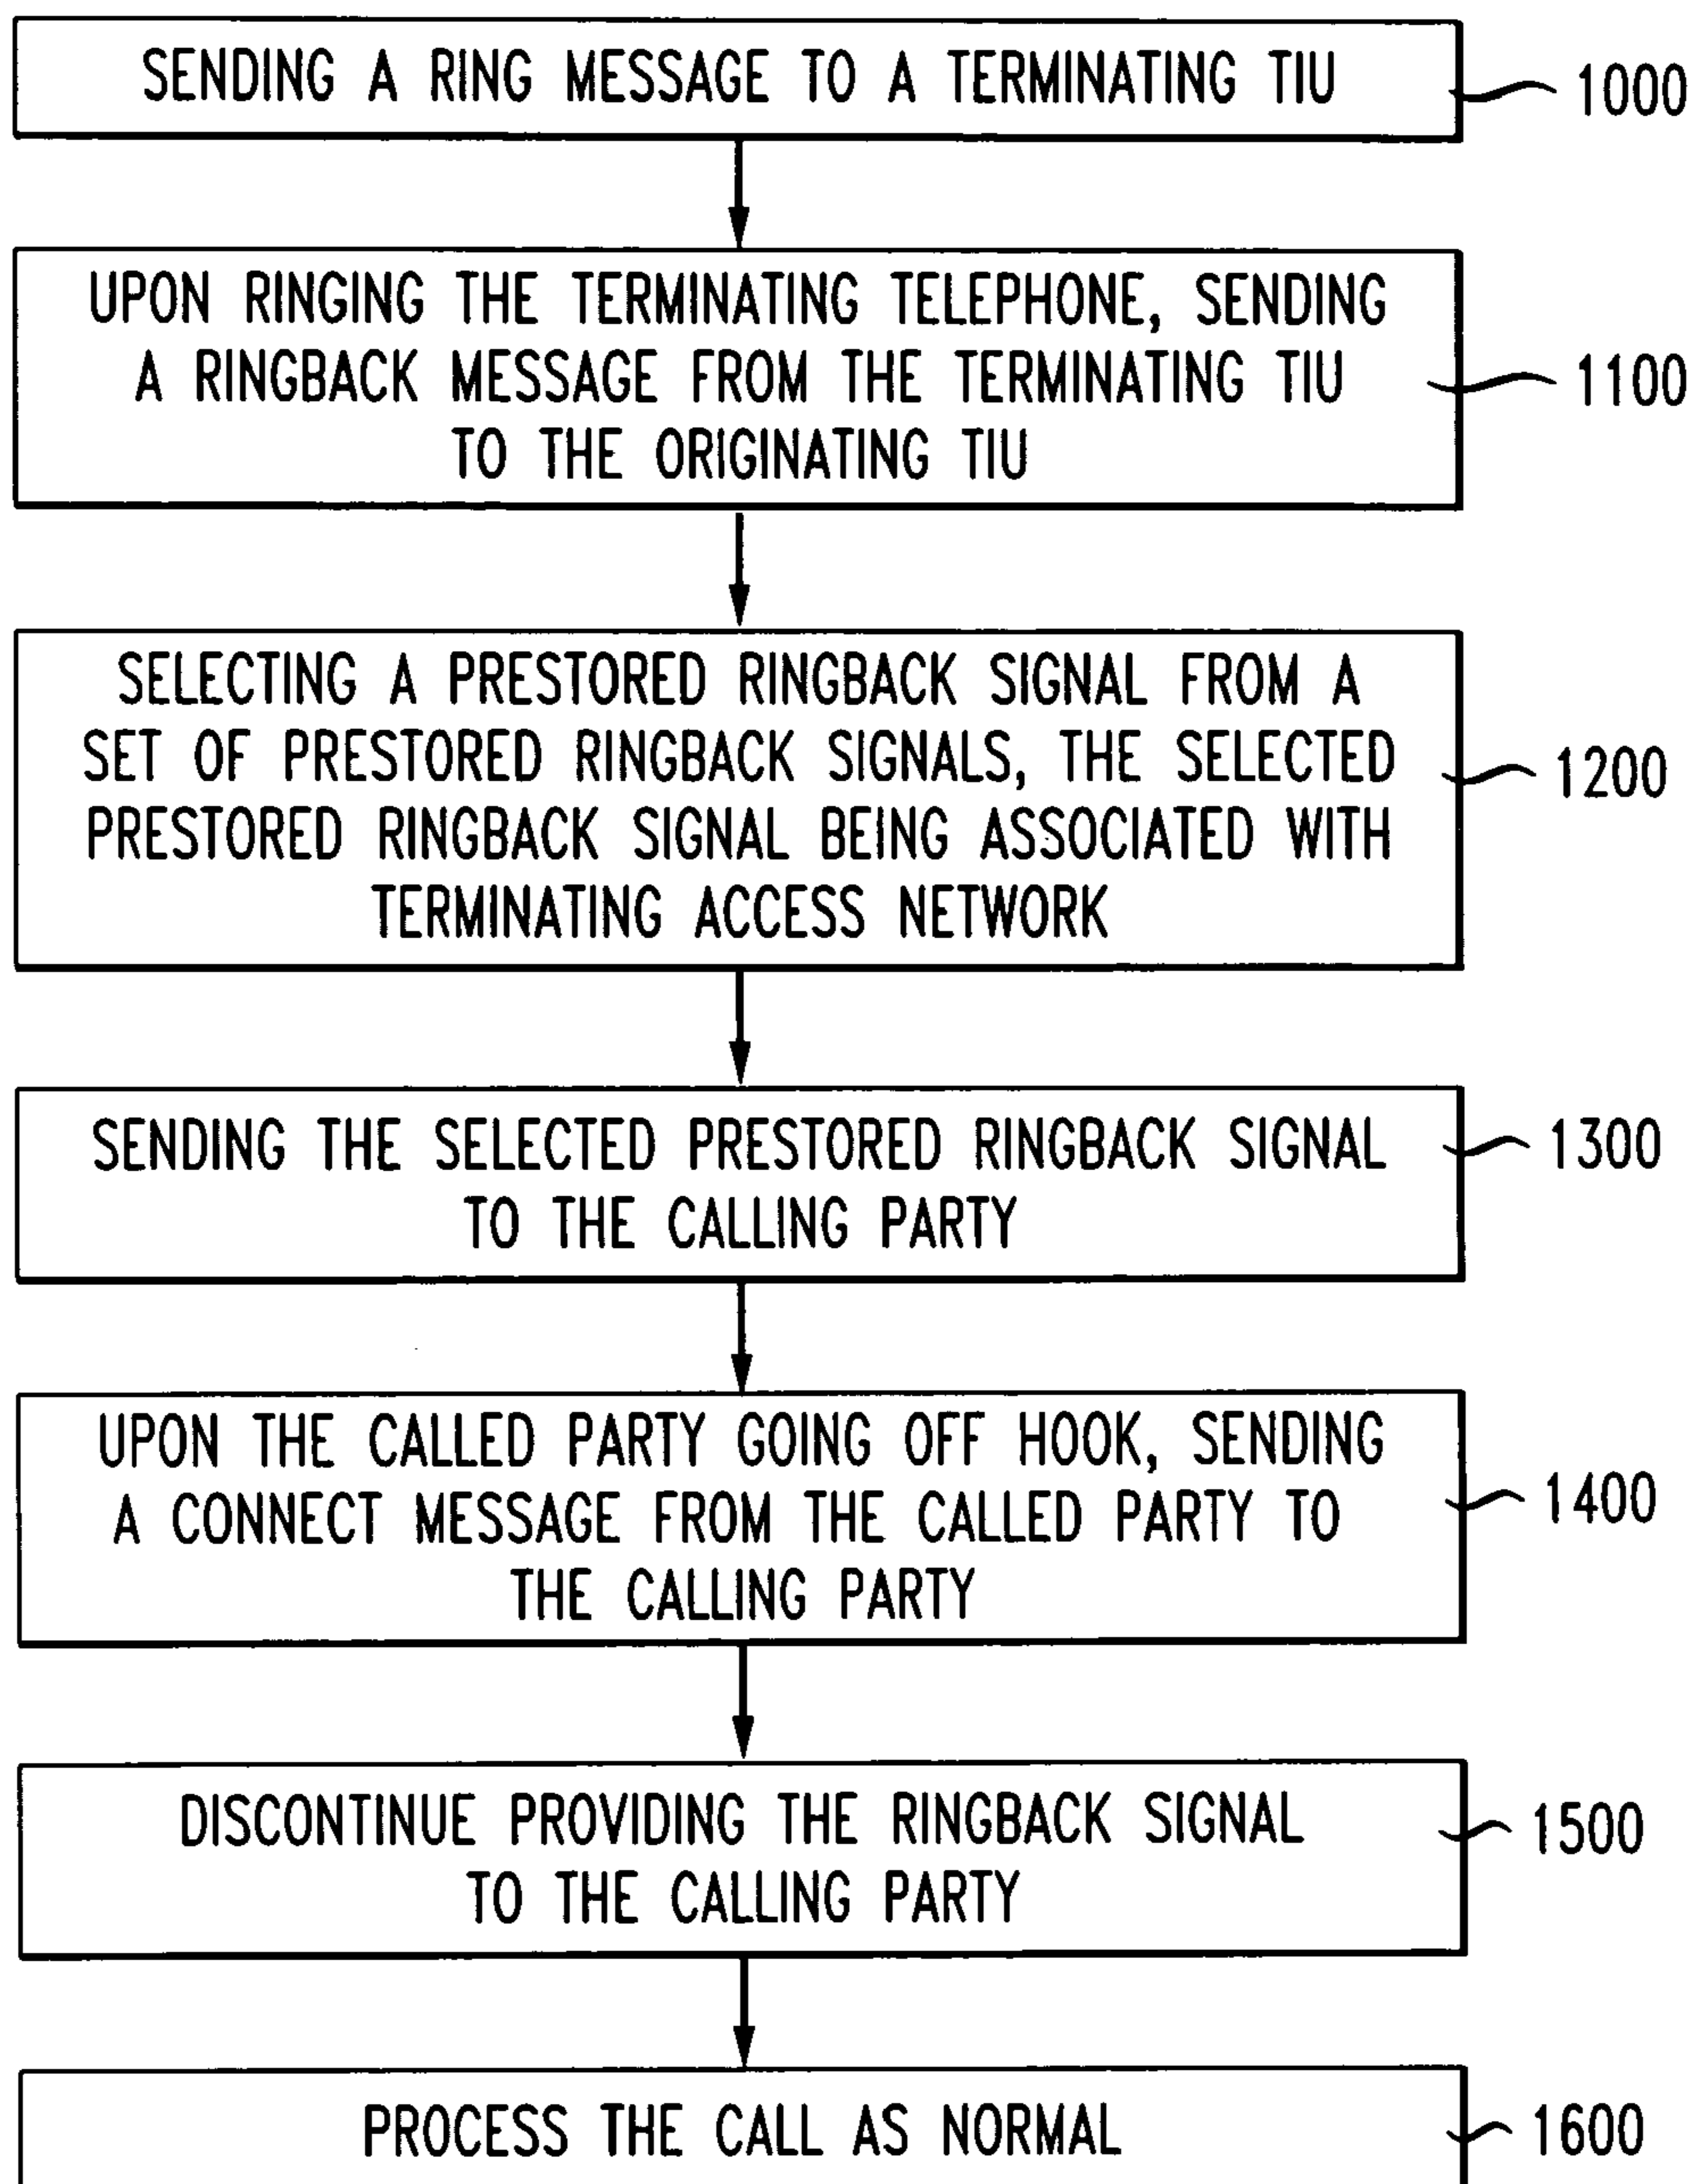 SENDING A RING MESSAGE TO A TERMINATING TIU
1000
UPON RINGING THE TERMINATING TELEPHONE, SENDING
A RINGBACK MESSAGE FROM THE TERMINATING TIU
TO THE ORIGINATING TIU
1100
SELECTING A PRESTORED RINGBACK SIGNAL FROM A
SET OF PRESTORED RINGBACK SIGNALS, THE SELECTED
PRESTORED RINGBACK SIGNAL BEING ASSOCIATED WITH
TERMINATING ACCESS NETWORK
1200
SENDING THE SELECTED PRESTORED RINGBACK SIGNAL
TO THE CALLING PARTY
1300
UPON THE CALLED PARTY GOING OFF HOOK, SENDING
A CONNECT MESSAGE FROM THE CALLED PARTY TO
THE CALLING PARTY
1400
DISCONTINUE PROVIDING THE RINGBACK SIGNAL
TO THE CALLING PARTY
1500
PROCESS THE CALL AS NORMAL
1600